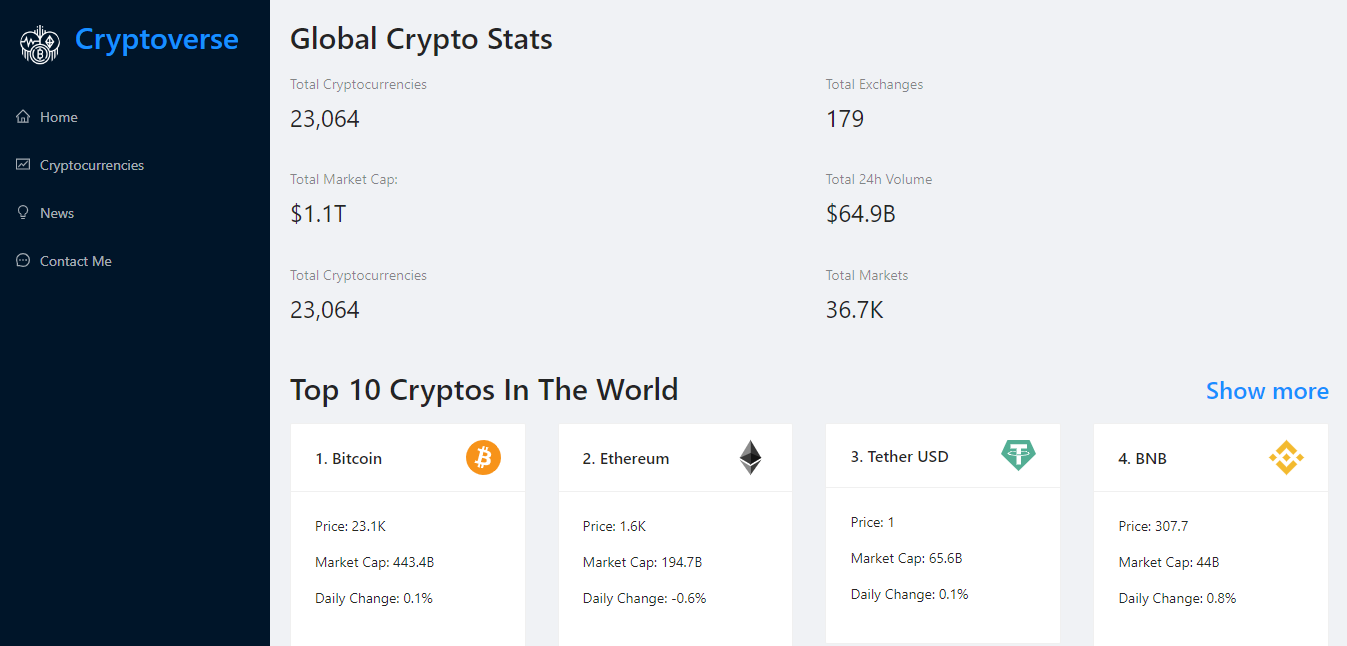 Cryptoverse
Home
Cryptocurrencies
News
Contact Me
Global Crypto Stats
Total Cryptocurrencies
23,064
Total Exchanges
179
Total Market Cap:
$1.1T
Total 24h Volume
$64.9B
Total Cryptocurrencies
23,064
Total Markets
36.7K
Top 10 Cryptos In The World
Show more
1. Bitcoin
Price: 23.1K
Market Cap: 443.4B
Daily Change: 0.1%
2. Ethereum
Price: 1.6K
Market Cap: 194.7B
Daily Change: -0.6%
3. Tether USD
Price: 1
Market Cap: 65.6B
Daily Change: 0.1%
4. BNB
Price: 307.7
Market Cap: 44B
Daily Change: 0.8%